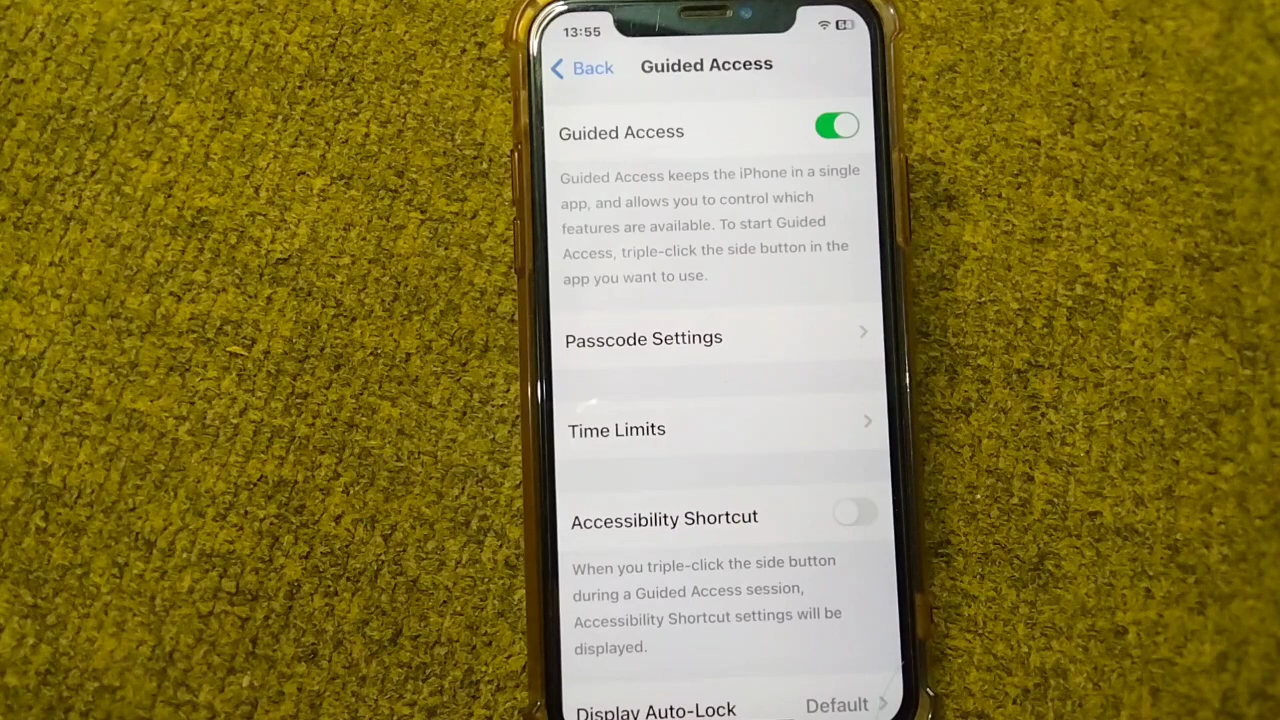 13:55
54
Back
Guided Access
Guided Access
Guided Access keeps the iPhone in a single
app, and allows you to control which
features are available. To start Guided
Access, triple-click the side button in the
app you want to use.
Passcode Settings
Time Limits
Accessibility Shortcut
When you triple-click the side button
during a Guided Access session,
Accessibility Shortcut settings will be
displayed.
Display Auto-Lock Default